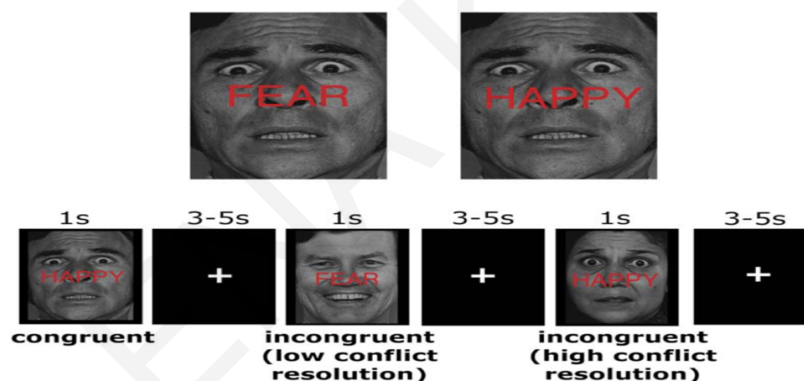 FEAR HAPPY
1s 3-5s 1s 3-5s 1s 3-5s
HAPPY FEAR HAPPY
congruent incongruent incongruent
(low conflict (high conflict
resolution) resolution)